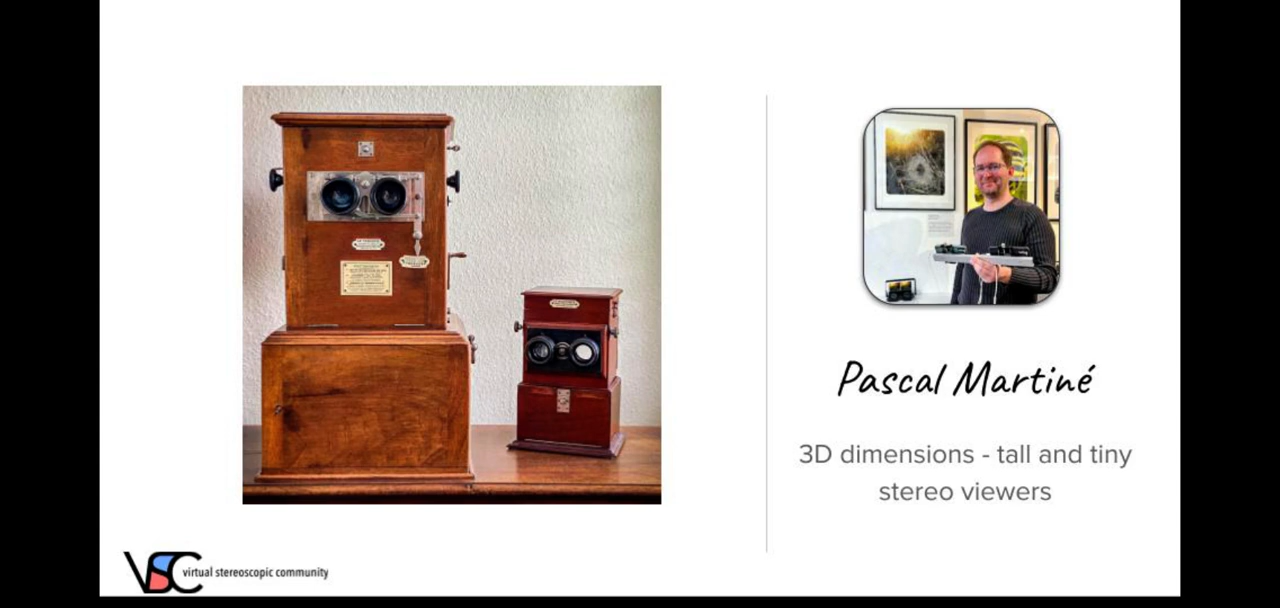 Pascal Martiné
3D dimensions - tall and tiny
stereo viewers
VSC virtual stereoscopic community